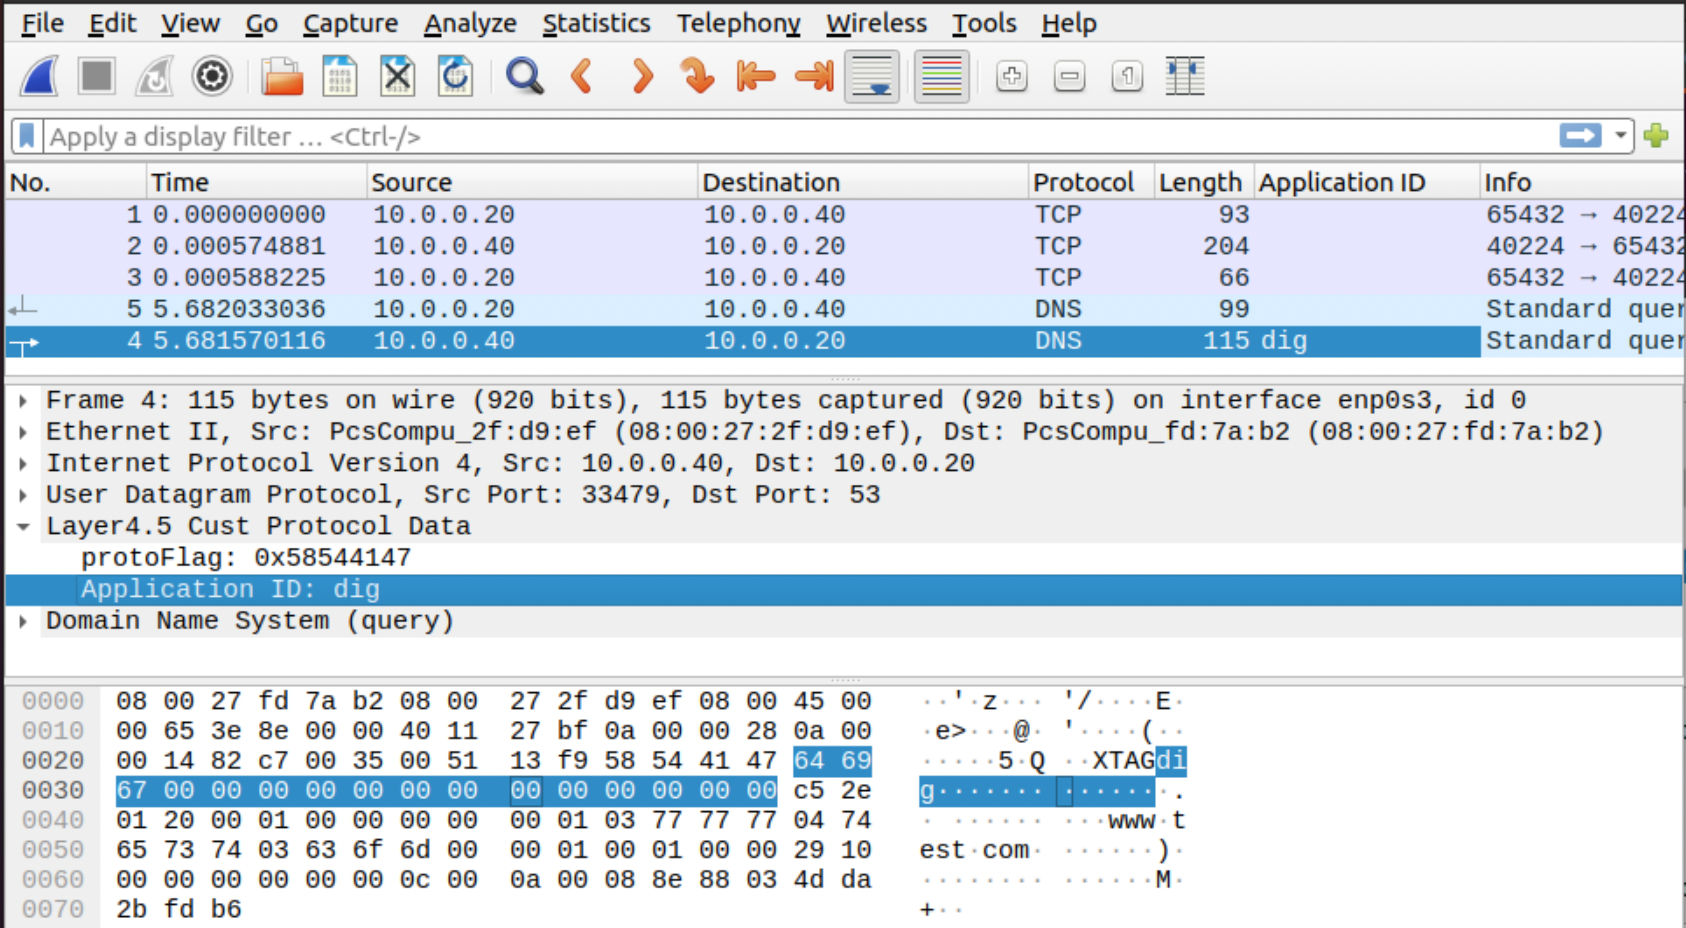 File Edit View Go Capture Analyze Statistics Telephony Wireless Tools Help
Apply a display filter … <Ctrl-/>
No. Time Source Destination Protocol Length Application ID Info
1 0.000000000 10.0.0.20 10.0.0.40 TCP 93 65432 → 40224
2 0.000574881 10.0.0.40 10.0.0.20 TCP 204 40224 → 65432
3 0.000588225 10.0.0.20 10.0.0.40 TCP 66 65432 → 40224
5 5.682033036 10.0.0.20 10.0.0.40 DNS 99 Standard quer
4 5.681570116 10.0.0.40 10.0.0.20 DNS 115 dig Standard quer
Frame 4: 115 bytes on wire (920 bits), 115 bytes captured (920 bits) on interface enp0s3, id 0
Ethernet II, Src: PcsCompu_2f:d9:ef (08:00:27:2f:d9:ef), Dst: PcsCompu_fd:7a:b2 (08:00:27:fd:7a:b2)
Internet Protocol Version 4, Src: 10.0.0.40, Dst: 10.0.0.20
User Datagram Protocol, Src Port: 33479, Dst Port: 53
Layer4.5 Cust Protocol Data
protoFlag: 0x58544147
Application ID: dig
Domain Name System (query)
0000 08 00 27 fd 7a b2 08 00 27 2f d9 ef 08 00 45 00 ··'·z··· '/····E·
0010 00 65 3e 8e 00 00 40 11 27 bf 0a 00 00 28 0a 00 ·e>···@· '····(··
0020 00 14 82 c7 00 35 00 51 13 f9 58 54 41 47 64 69 ·····5·Q ··XTAGdi
0030 67 00 00 00 00 00 00 00 00 00 00 00 00 00 c5 2e g······· ·······.
0040 01 20 00 01 00 00 00 00 00 01 03 77 77 77 04 74 · ······ ···www·t
0050 65 73 74 03 63 6f 6d 00 00 01 00 01 00 00 29 10 est·com· ······)·
0060 00 00 00 00 00 00 0c 00 0a 00 08 8e 88 03 4d da ········ ······M·
0070 2b fd b6 +··